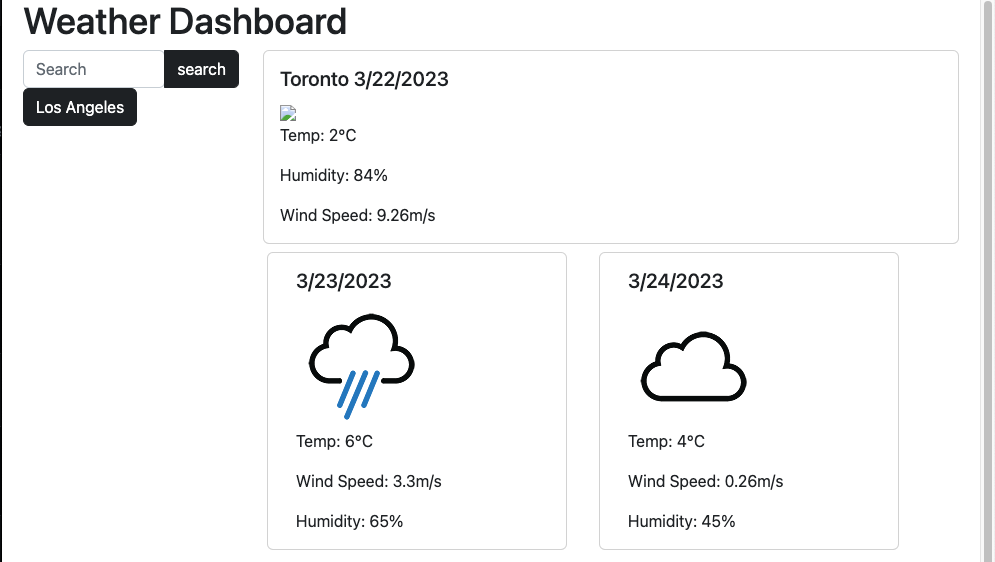 Weather Dashboard
Search
search
Los Angeles
Toronto 3/22/2023
Temp: 2°C
Humidity: 84%
Wind Speed: 9.26m/s
3/23/2023
Temp: 6°C
Wind Speed: 3.3m/s
Humidity: 65%
3/24/2023
Temp: 4°C
Wind Speed: 0.26m/s
Humidity: 45%